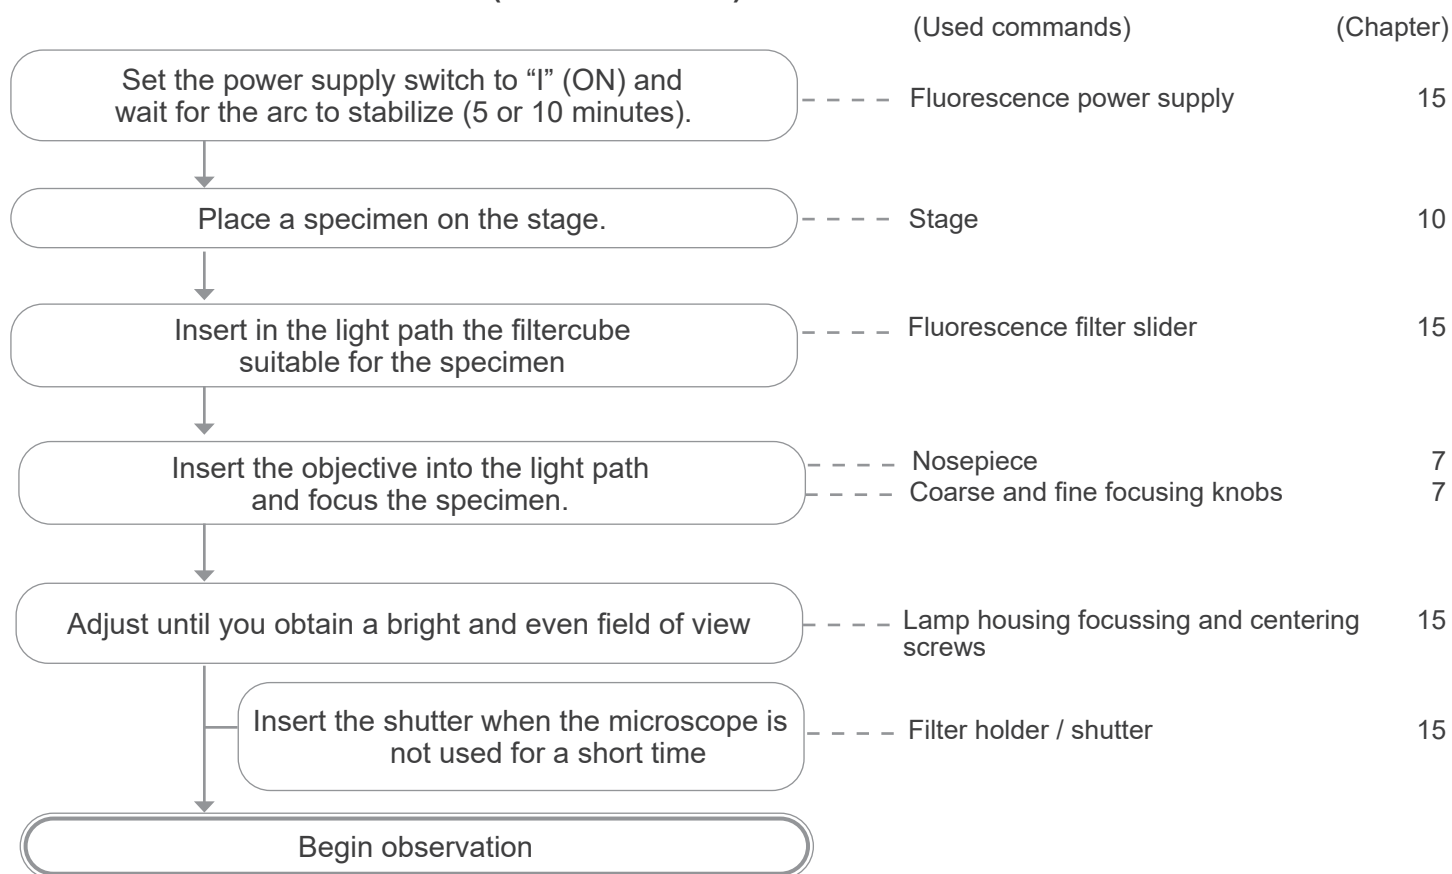 (Used commands) (Chapter)
Set the power supply switch to “I” (ON) and
wait for the arc to stabilize (5 or 10 minutes).
Fluorescence power supply 15
Place a specimen on the stage.
Stage 10
Insert in the light path the filtercube
suitable for the specimen
Fluorescence filter slider 15
Insert the objective into the light path
and focus the specimen.
Nosepiece 7
Coarse and fine focusing knobs 7
Adjust until you obtain a bright and even field of view
Lamp housing focussing and centering 15
screws
Insert the shutter when the microscope is
not used for a short time
Filter holder / shutter 15
Begin observation